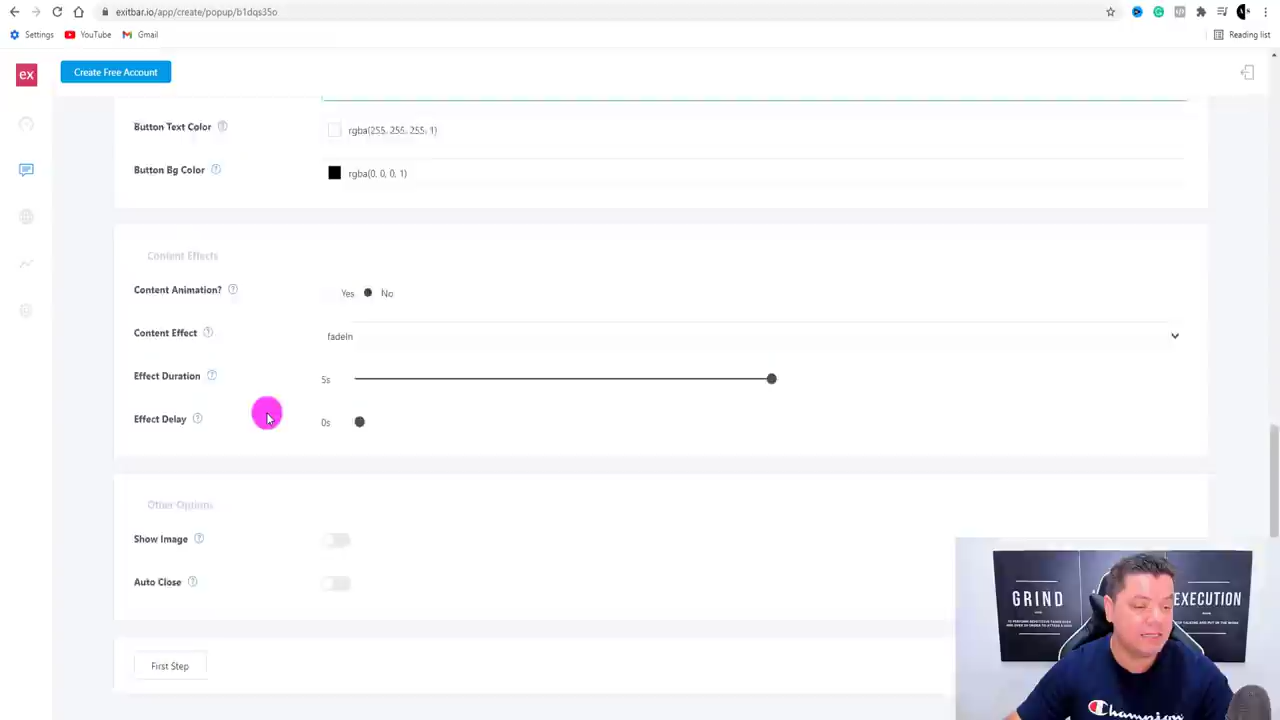 exitbar.io/app/create/popup/b1dqs35o
Settings
YouTube
Gmail
Reading list
ex
Create Free Account
Button Text Color
rgba(255, 255, 255, 1)
Button Bg Color
rgba(0, 0, 0, 1)
Content Effects
Content Animation?
Yes
No
Content Effect
fadeIn
Effect Duration
5s
Effect Delay
0s
Other Options
Show Image
Auto Close
First Step
GRIND
EXECUTION
Champion